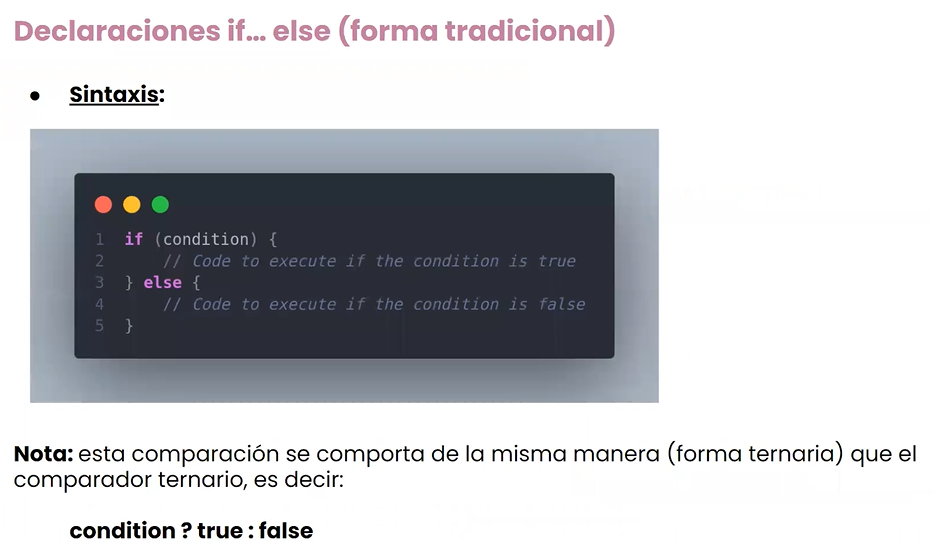 Declaraciones if... else (forma tradicional)
● Sintaxis:
1 if (condition) {
2     // Code to execute if the condition is true
3 } else {
4     // Code to execute if the condition is false
5 }
Nota: esta comparación se comporta de la misma manera (forma ternaria) que el
comparador ternario, es decir:
condition ? true : false